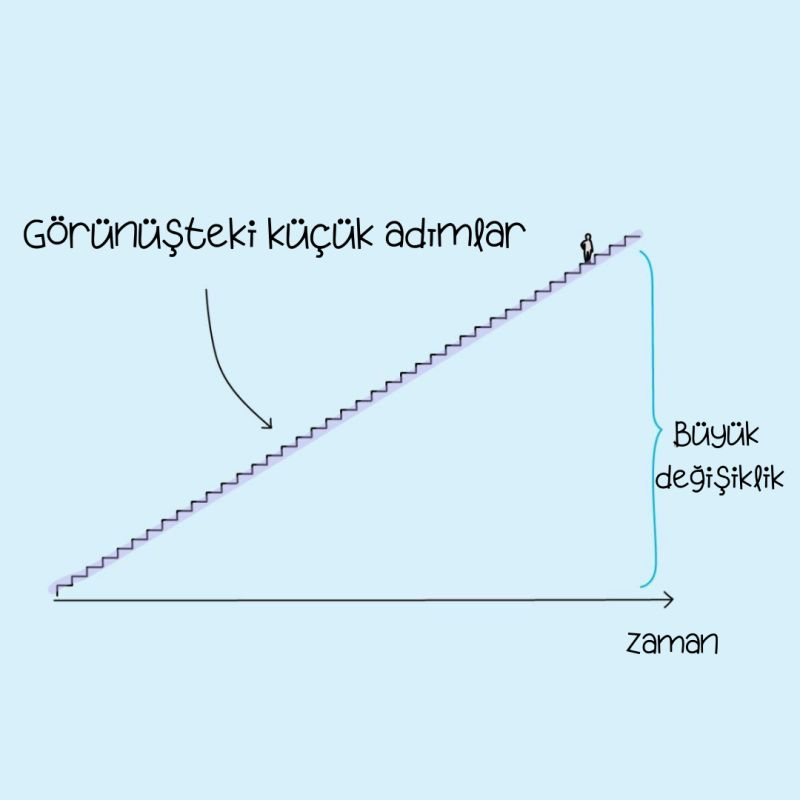 Görünüşteki küçük adımlar
Büyük
değişiklik
zaman